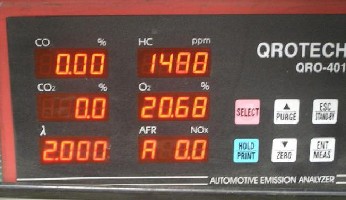 CO % HC ppm
0.00 1488
QROTECH
QRO-401
CO2 % O2 %
0.0 20.68
SELECT ▲ PURGE ESC STAND-BY
λ AFR NOx
2.000 A 0.0
HOLD PRINT ▼ ZERO ENT MEAS
AUTOMOTIVE EMISSION ANALYZER